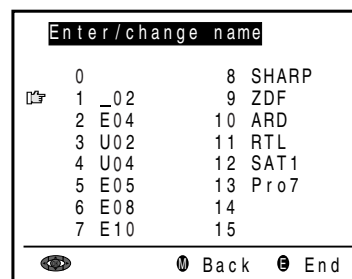 Enter/change name
0 8 SHARP
1 _02 9 ZDF
2 E04 10 ARD
3 U02 11 RTL
4 U04 12 SAT1
5 E05 13 Pro7
6 E08 14
7 E10 15
M Back E End